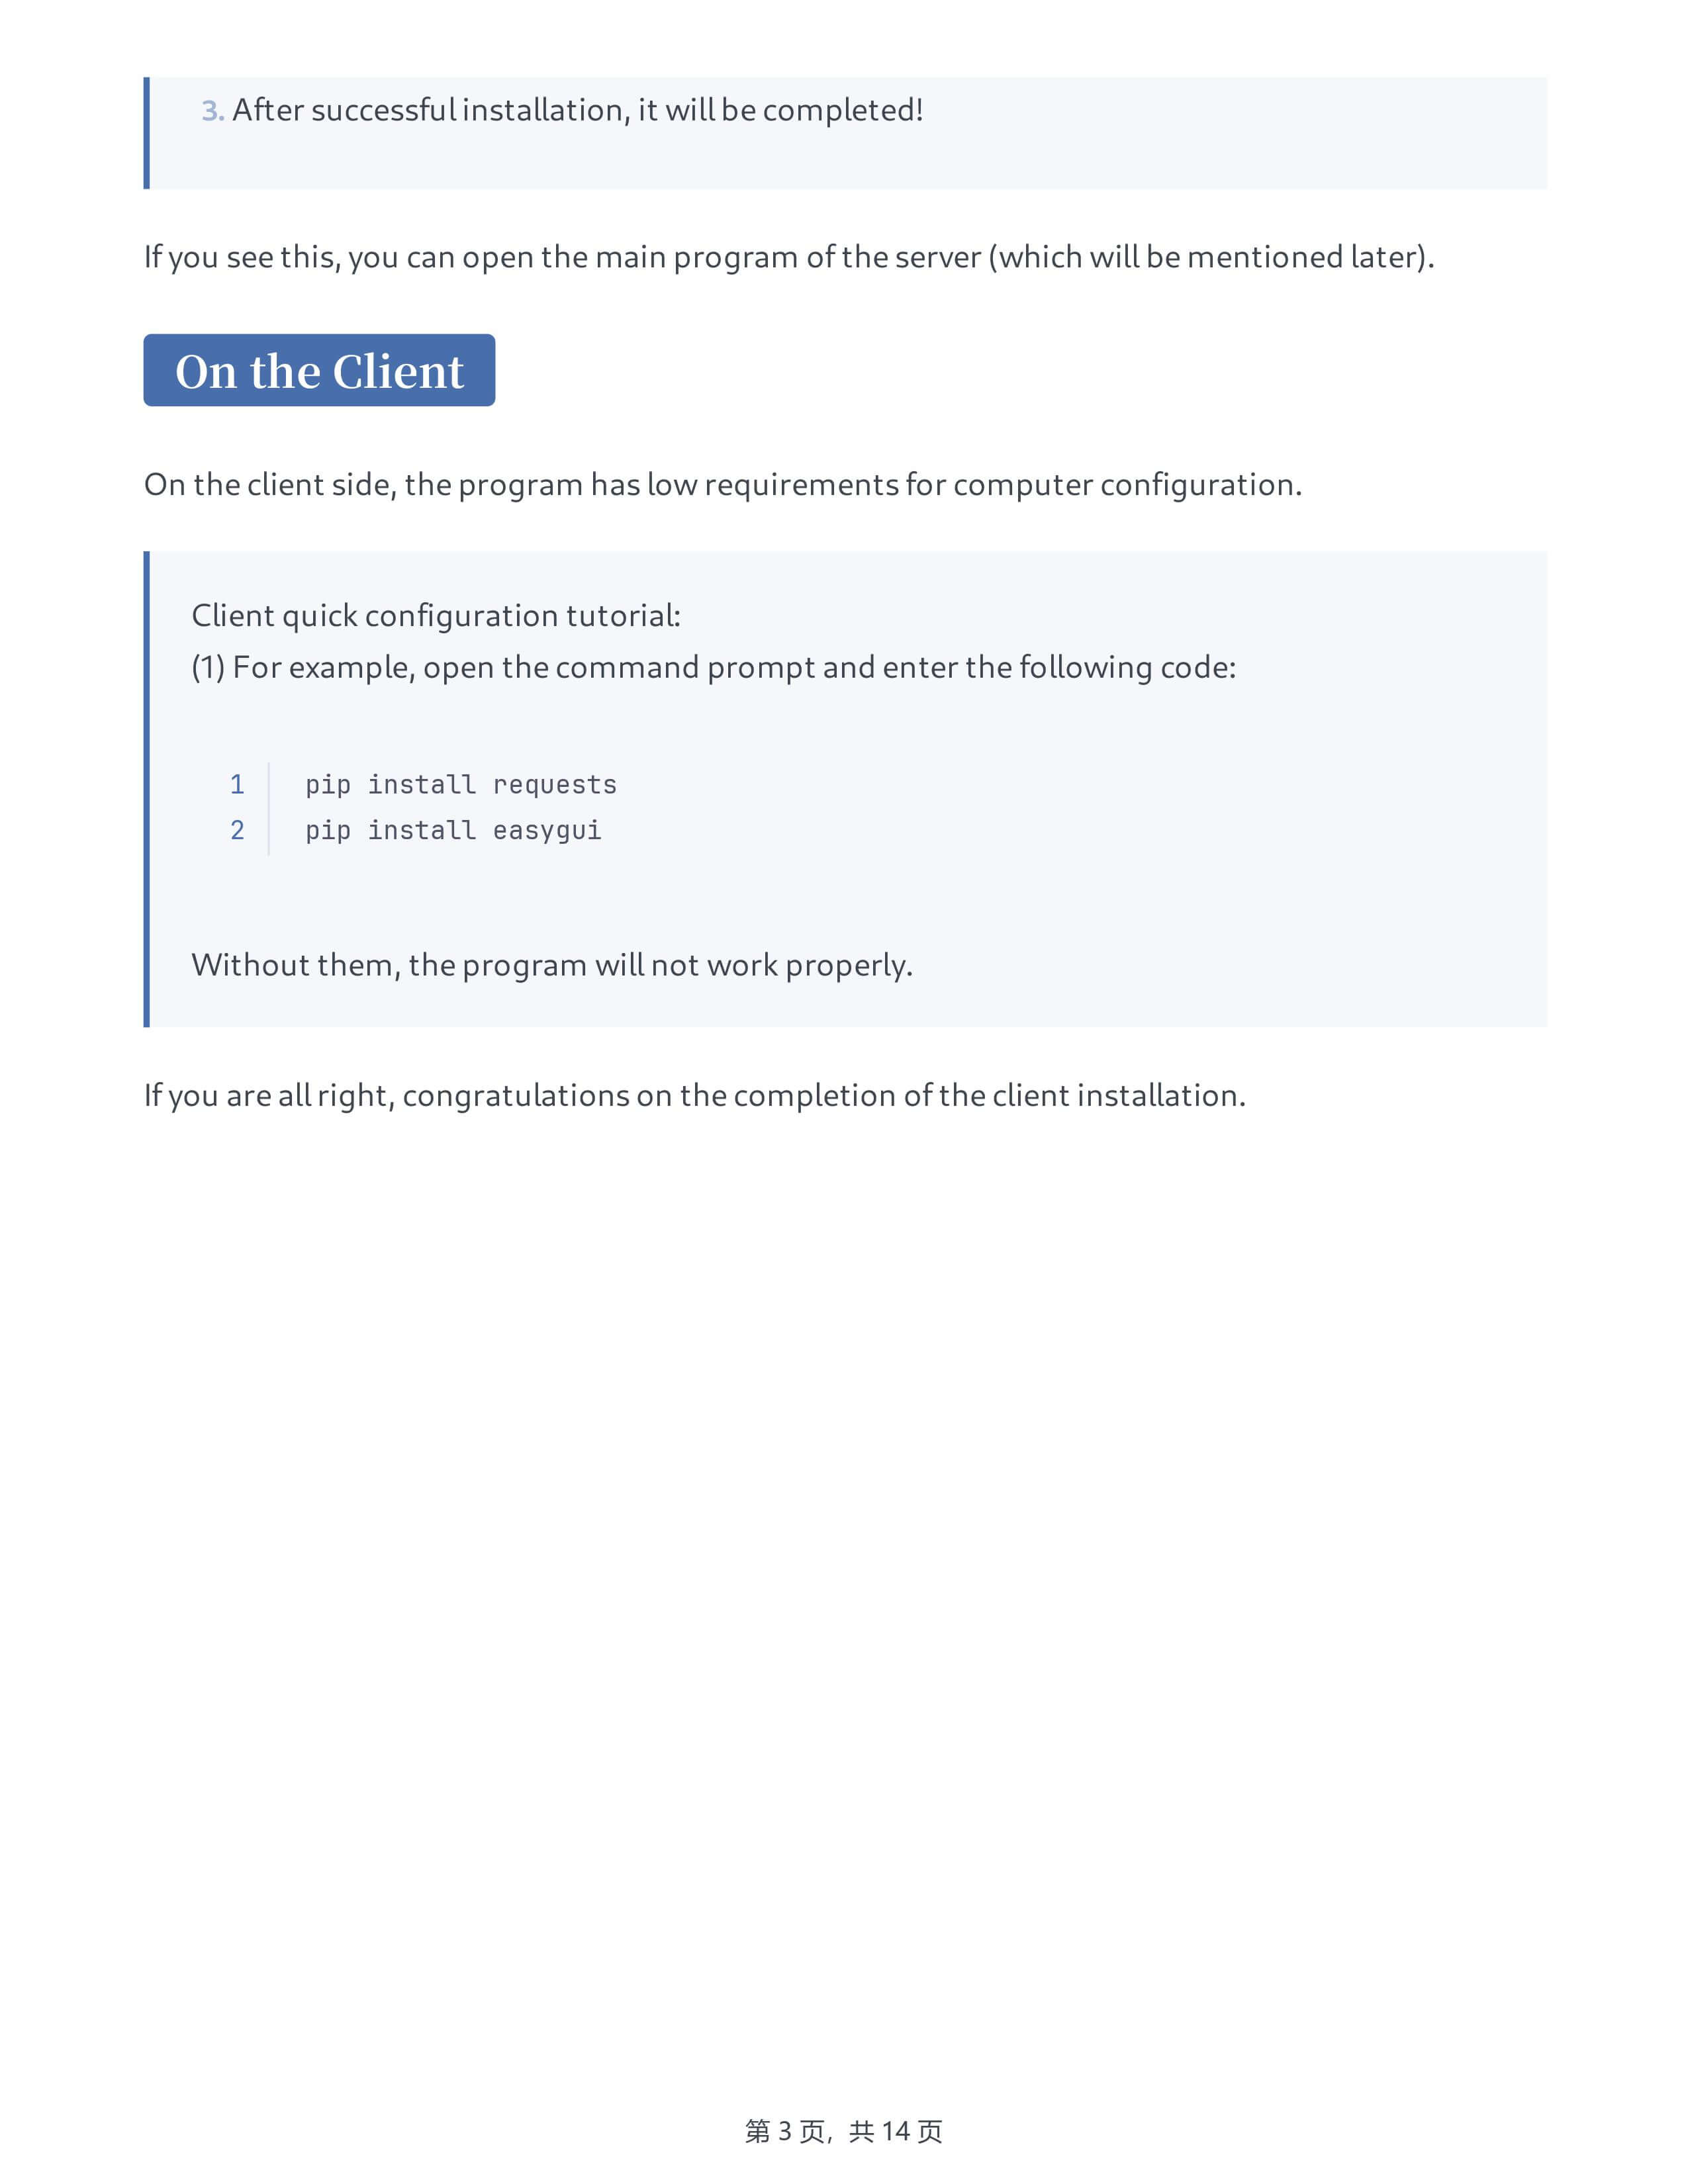 3. After successful installation, it will be completed!
If you see this, you can open the main program of the server (which will be mentioned later).
On the Client
On the client side, the program has low requirements for computer configuration.
Client quick configuration tutorial:
(1) For example, open the command prompt and enter the following code:
1 pip install requests
2 pip install easygui
Without them, the program will not work properly.
If you are all right, congratulations on the completion of the client installation.
第 3 页，共 14 页